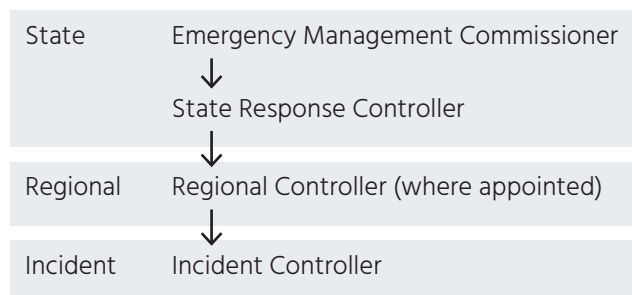 State Emergency Management Commissioner
State Response Controller
Regional Regional Controller (where appointed)
Incident Incident Controller